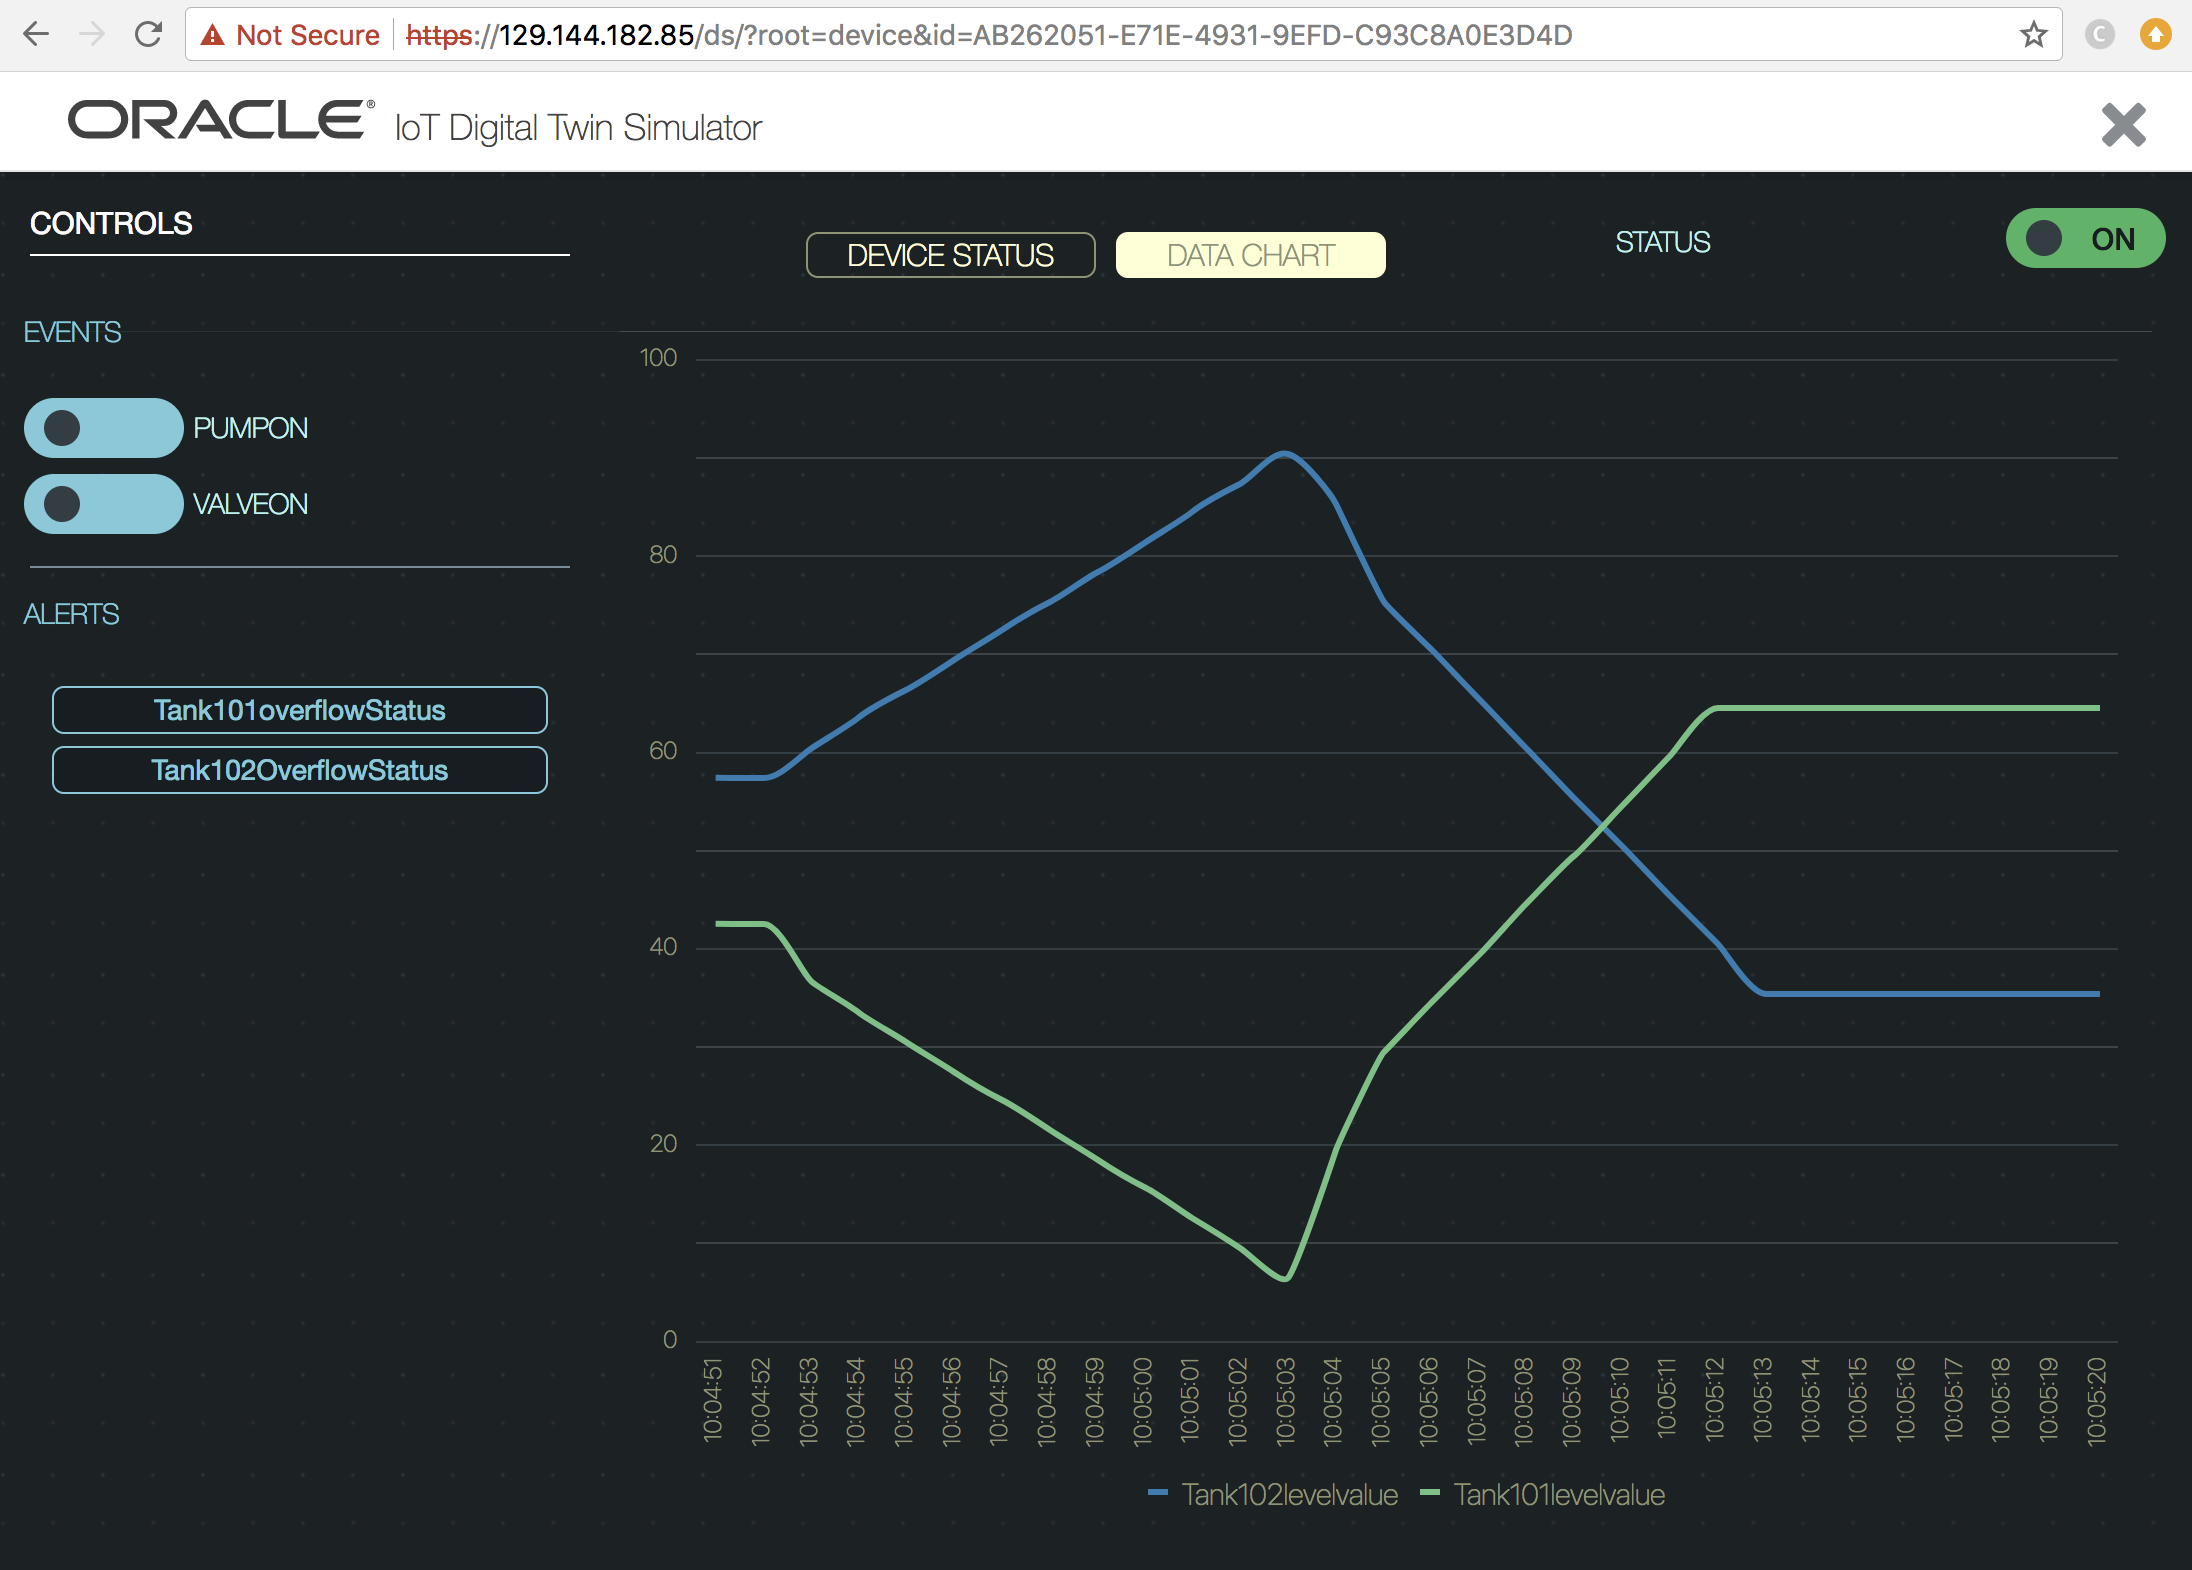 Not Secure https://129.144.182.85/ds/?root=device&id=AB262051-E71E-4931-9EFD-C93C8A0E3D4D C
ORACLE® IoT Digital Twin Simulator
CONTROLS
DEVICE STATUS DATA CHART STATUS ON
EVENTS
PUMPON
VALVEON
ALERTS
Tank101overflowStatus
Tank102OverflowStatus
100
80
60
40
20
0
10:04:51 10:04:52 10:04:53 10:04:54 10:04:55 10:04:56 10:04:57 10:04:58 10:04:59 10:05:00 10:05:01 10:05:02 10:05:03 10:05:04 10:05:05 10:05:06 10:05:07 10:05:08 10:05:09 10:05:10 10:05:11 10:05:12 10:05:13 10:05:14 10:05:15 10:05:16 10:05:17 10:05:18 10:05:19 10:05:20
Tank102levelvalue Tank101levelvalue